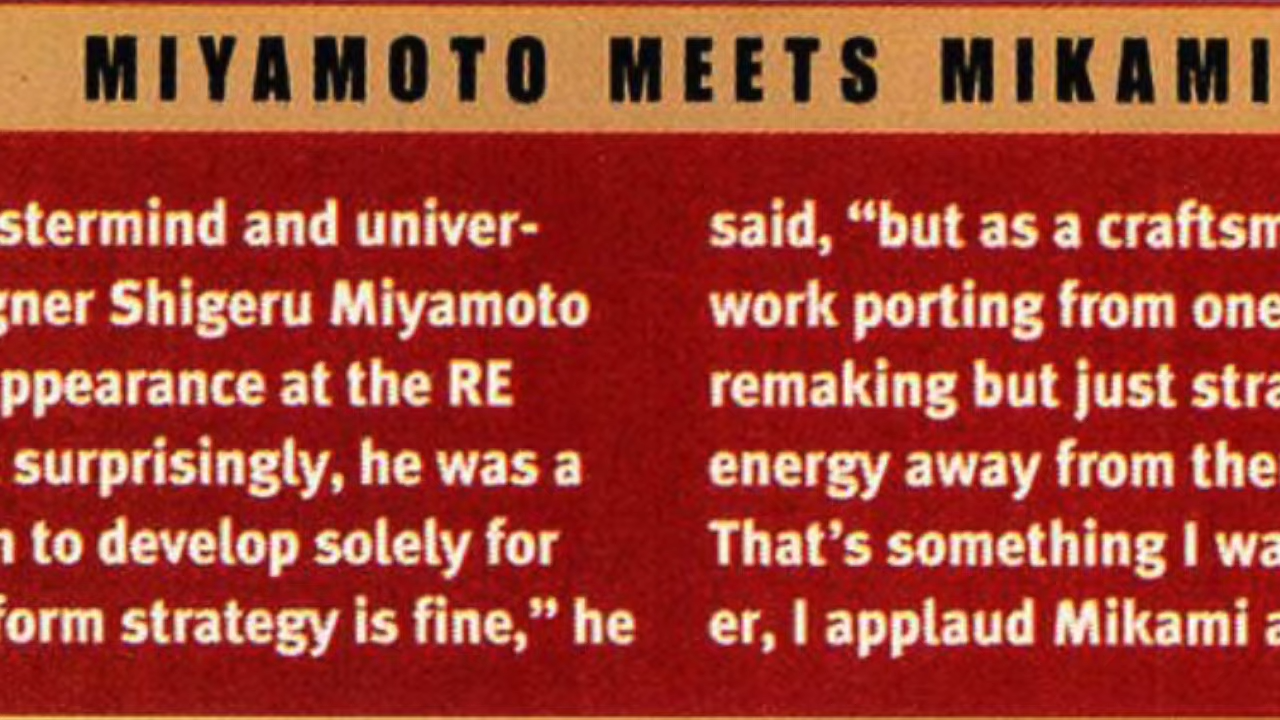 MIYAMOTO MEETS MIKAMI
stermind and univer-
gner Shigeru Miyamoto
ppearance at the RE
surprisingly, he was a
to develop solely for
form strategy is fine,” he
said, “but as a craftsm
work porting from one
remaking but just stra
energy away from the
That’s something I wa
er, I applaud Mikami a